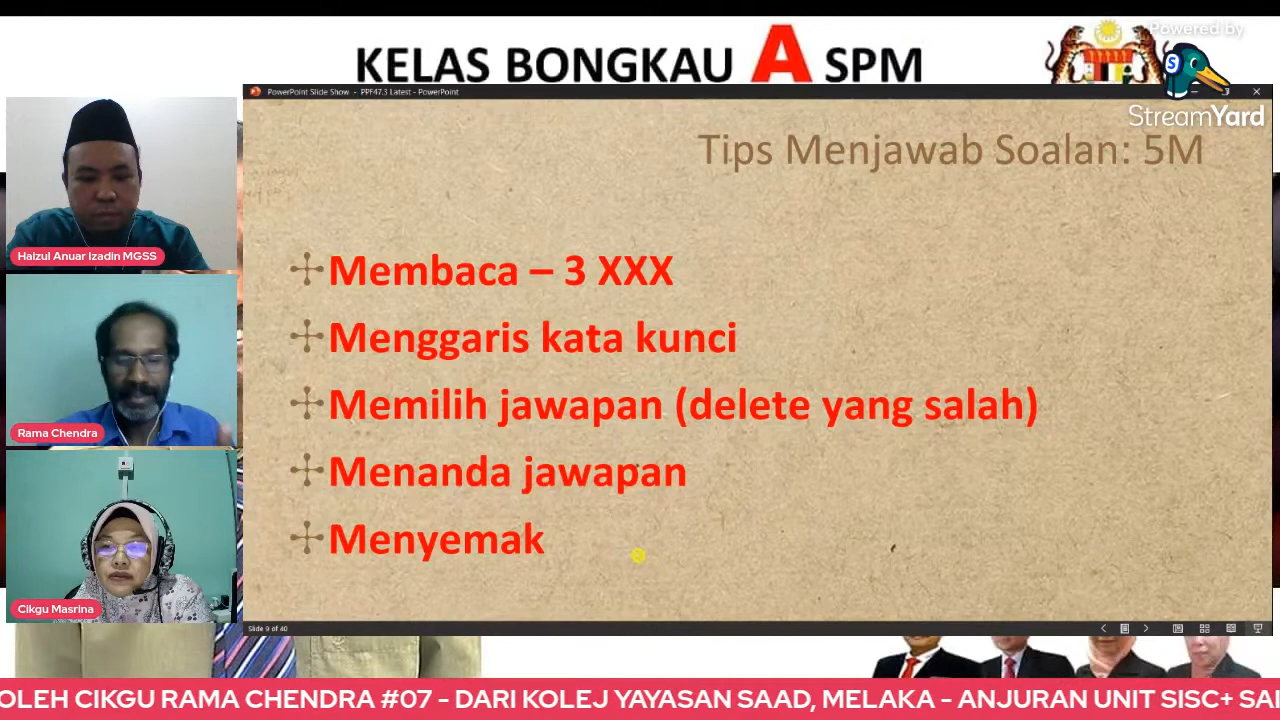 KELAS BONGKAU A SPM
Powered by
StreamYard
PowerPoint Slide Show - PPF47.3 Latest - PowerPoint
Tips Menjawab Soalan: 5M
Membaca – 3 XXX
Menggaris kata kunci
Memilih jawapan (delete yang salah)
Menanda jawapan
Menyemak
Slide 9 of 40
Haizul Anuar Izadin MGSS
Rama Chendra
Cikgu Masrina
OLEH CIKGU RAMA CHENDRA #07 - DARI KOLEJ YAYASAN SAAD, MELAKA - ANJURAN UNIT SISC+ SA